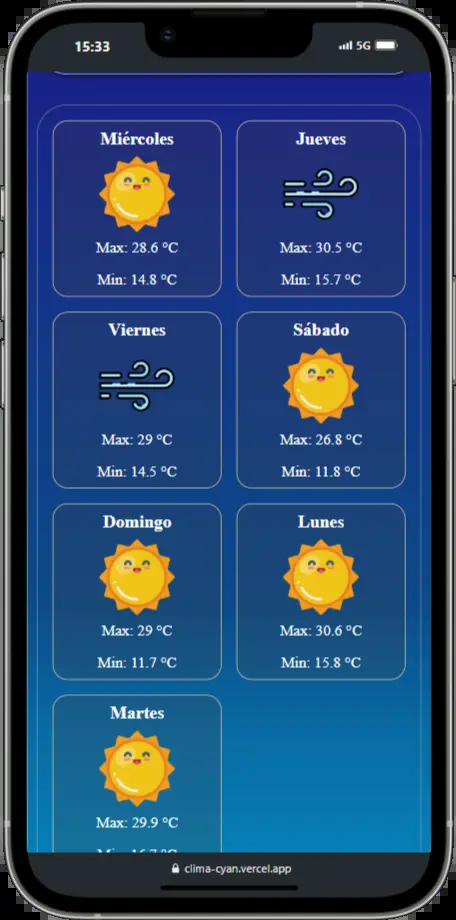 15:33
5G
Miércoles
Max: 28.6 °C
Min: 14.8 °C
Jueves
Max: 30.5 °C
Min: 15.7 °C
Viernes
Max: 29 °C
Min: 14.5 °C
Sábado
Max: 26.8 °C
Min: 11.8 °C
Domingo
Max: 29 °C
Min: 11.7 °C
Lunes
Max: 30.6 °C
Min: 15.8 °C
Martes
Max: 29.9 °C
clima-cyan.vercel.app